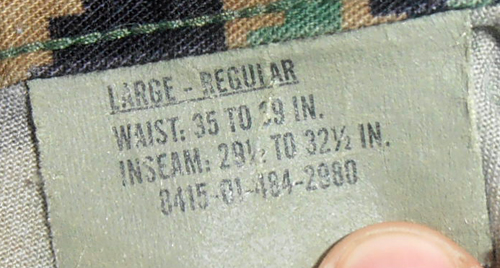 LARGE - REGULAR
WAIST: 35 TO 39 IN.
INSEAM: 29½ TO 32½ IN.
8415-01-484-2980